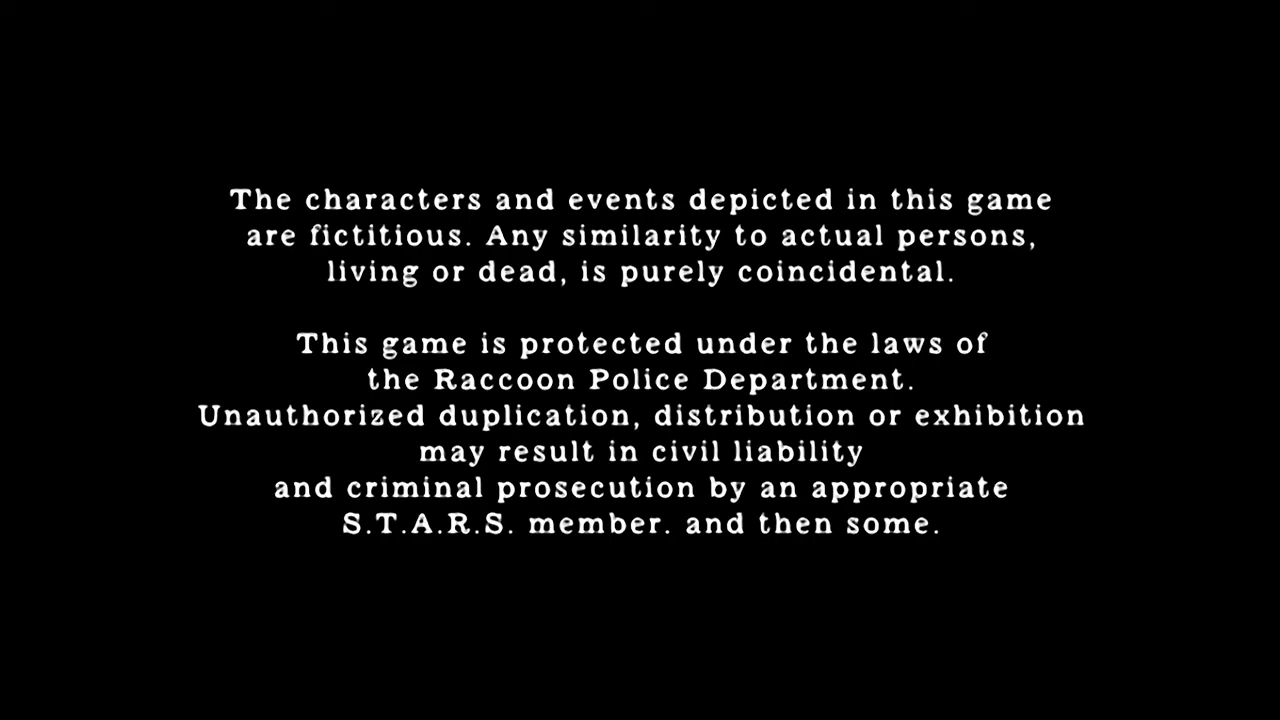 The characters and events depicted in this game
are fictitious. Any similarity to actual persons,
living or dead, is purely coincidental.
This game is protected under the laws of
the Raccoon Police Department.
Unauthorized duplication, distribution or exhibition
may result in civil liability
and criminal prosecution by an appropriate
S.T.A.R.S. member. and then some.